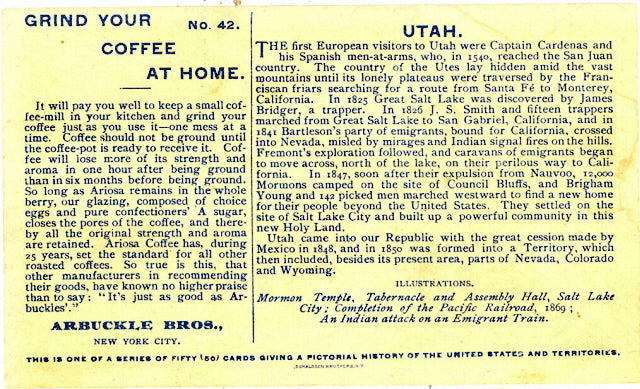 GRIND YOUR No. 42.
COFFEE
AT HOME.
It will pay you well to keep a small cof-
fee-mill in your kitchen and grind your
coffee just as you use it—one mess at a
time. Coffee should not be ground until
the coffee-pot is ready to receive it. Cof-
fee will lose more of its strength and
aroma in one hour after being ground
than in six months before being ground.
So long as Ariosa remains in the whole
berry, our glazing, composed of choice
eggs and pure confectioners' A sugar,
closes the pores of the coffee, and there-
by all the original strength and aroma
are retained. Ariosa Coffee has, during
25 years, set the standard for all other
roasted coffees. So true is this, that
other manufacturers in recommending
their goods, have known no higher praise
than to say: "It's just as good as Ar-
buckles'."
ARBUCKLE BROS.,
NEW YORK CITY.
UTAH.
THE first European visitors to Utah were Captain Cardenas and
his Spanish men-at-arms, who, in 1540, reached the San Juan
country. The country of the Utes lay hidden amid the vast
mountains until its lonely plateaus were traversed by the Fran-
ciscan friars searching for a route from Santa Fé to Monterey,
California. In 1825 Great Salt Lake was discovered by James
Bridger, a trapper. In 1826 J. S. Smith and fifteen trappers
marched from Great Salt Lake to San Gabriel, California, and in
1841 Bartleson's party of emigrants, bound for California, crossed
into Nevada, misled by mirages and Indian signal fires on the hills.
Fremont's exploration followed, and caravans of emigrants began
to move across, north of the lake, on their perilous way to Cali-
fornia. In 1847, soon after their expulsion from Nauvoo, 12,000
Mormons camped on the site of Council Bluffs, and Brigham
Young and 142 picked men marched westward to find a new home
for their people beyond the United States. They settled on the
site of Salt Lake City and built up a powerful community in this
new Holy Land.
Utah came into our Republic with the great cession made by
Mexico in 1848, and in 1850 was formed into a Territory, which
then included, besides its present area, parts of Nevada, Colorado
and Wyoming.
ILLUSTRATIONS.
Mormon Temple, Tabernacle and Assembly Hall, Salt Lake
City; Completion of the Pacific Railroad, 1869;
An Indian attack on an Emigrant Train.
THIS IS ONE OF A SERIES OF FIFTY (50) CARDS GIVING A PICTORIAL HISTORY OF THE UNITED STATES AND TERRITORIES.
DONALDSON BROTHERS, N.Y.